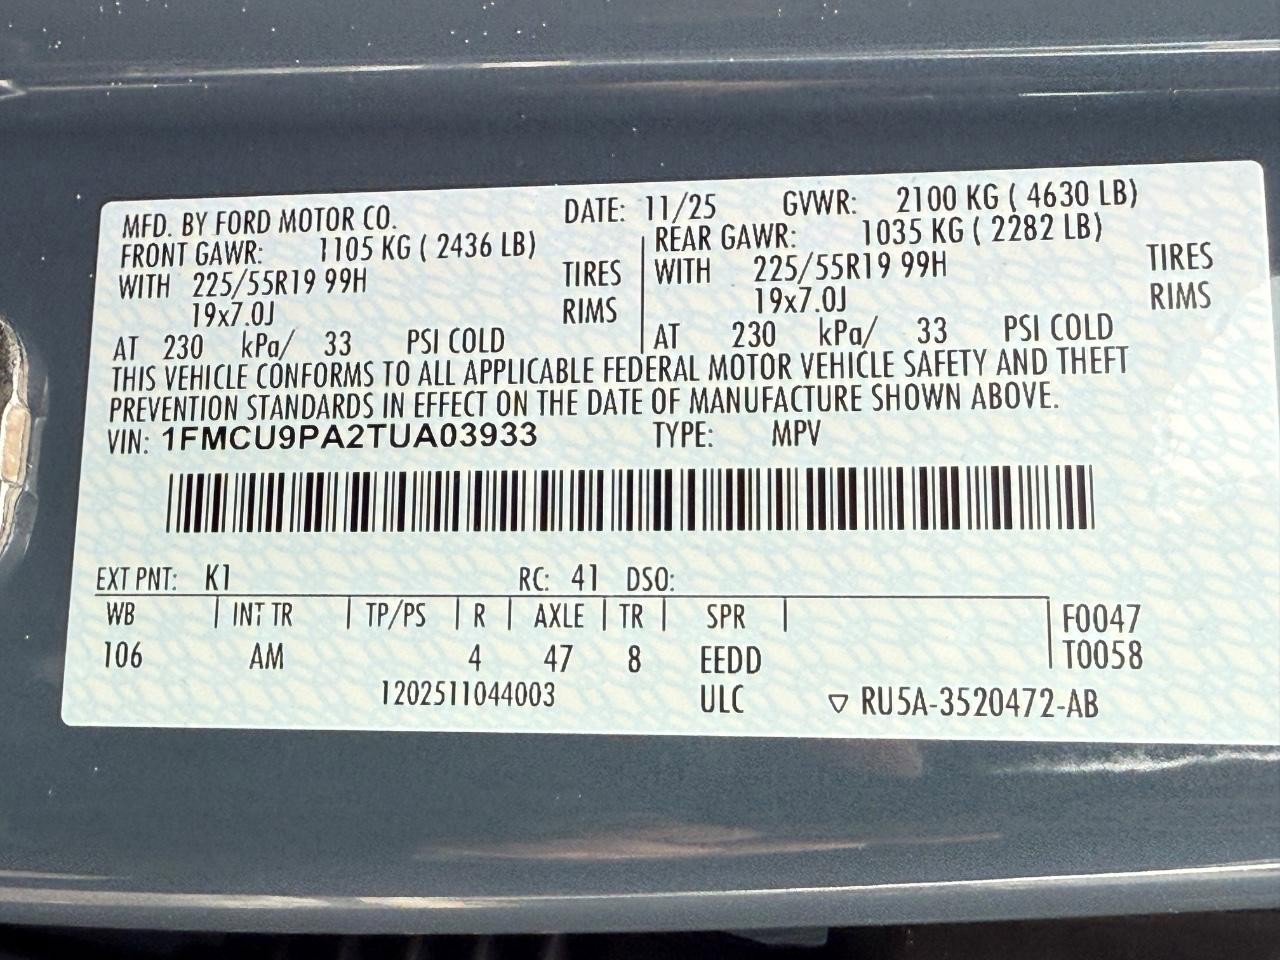 MFD. BY FORD MOTOR CO. DATE: 11/25 GVWR: 2100 KG ( 4630 LB)
FRONT GAWR: 1105 KG ( 2436 LB) REAR GAWR: 1035 KG ( 2282 LB)
WITH 225/55R19 99H TIRES WITH 225/55R19 99H TIRES
19x7.0J RIMS 19x7.0J RIMS
AT 230 kPa/ 33 PSI COLD AT 230 kPa/ 33 PSI COLD
THIS VEHICLE CONFORMS TO ALL APPLICABLE FEDERAL MOTOR VEHICLE SAFETY AND THEFT
PREVENTION STANDARDS IN EFFECT ON THE DATE OF MANUFACTURE SHOWN ABOVE.
VIN: 1FMCU9PA2TUA03933 TYPE: MPV
EXT PNT: K1 RC: 41 DSO:
WB INT TR TP/PS R AXLE TR SPR F0047
106 AM 4 47 8 EEDD T0058
1202511044003 ULC ▽ RU5A-3520472-AB